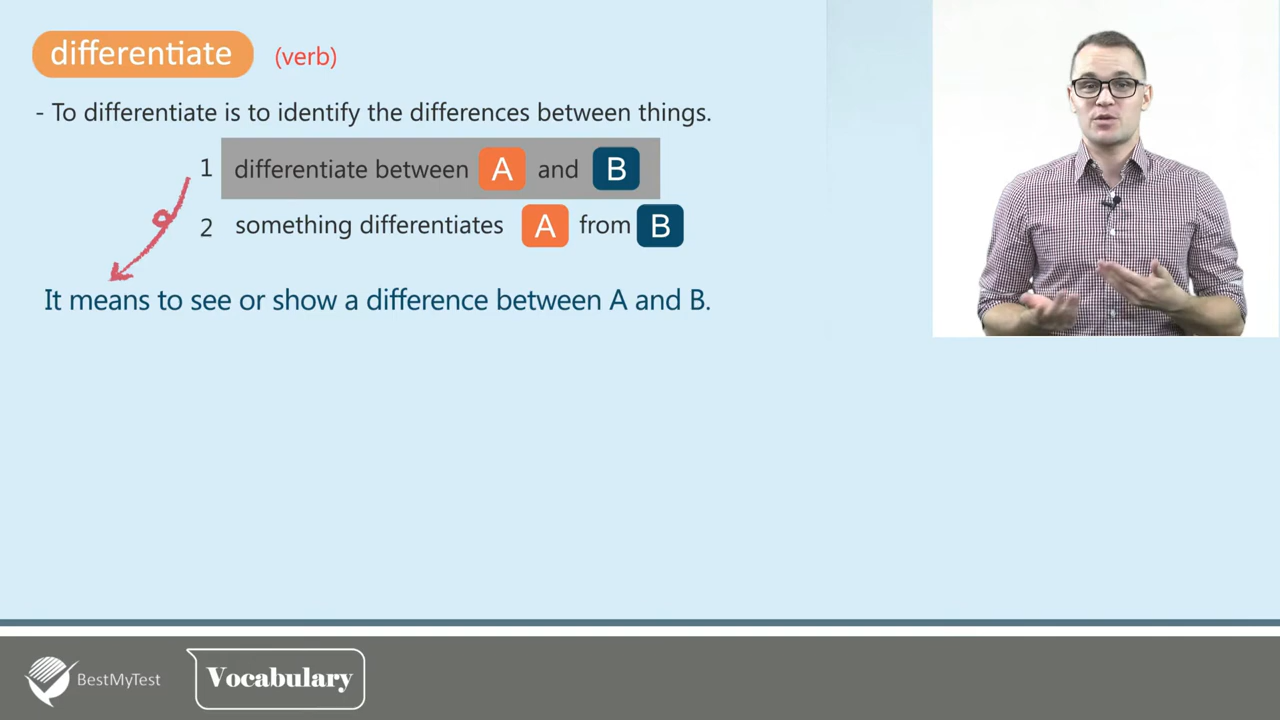 differentiate (verb)
- To differentiate is to identify the differences between things.
1 differentiate between A and B
2 something differentiates A from B
It means to see or show a difference between A and B.
BestMyTest Vocabulary